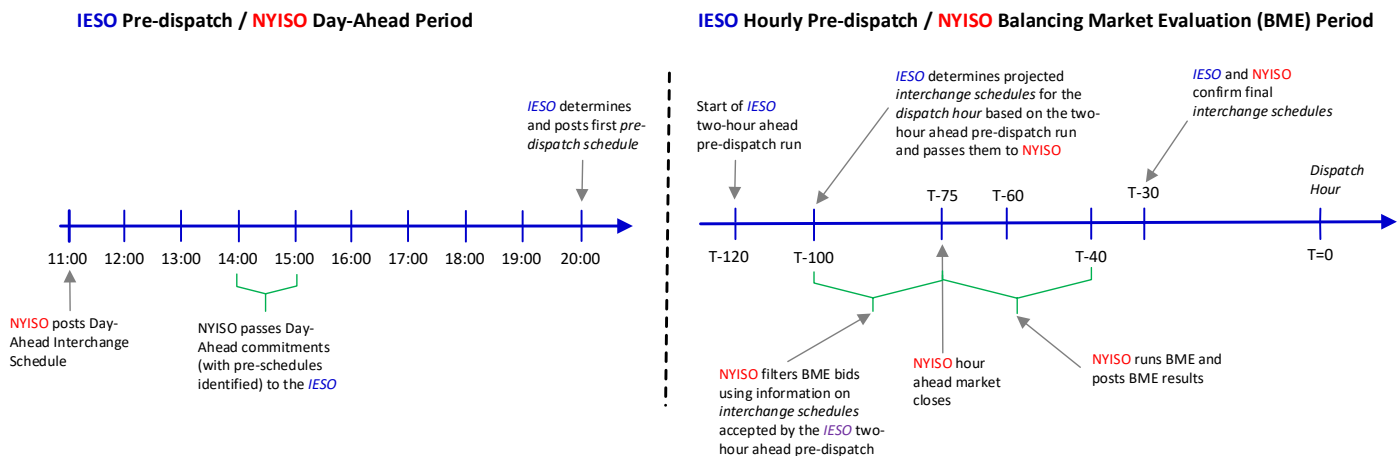 IESO Pre-dispatch / NYISO Day-Ahead Period
IESO determines
and posts first pre-
dispatch schedule
11:00
12:00
13:00
14:00
15:00
16:00
17:00
18:00
19:00
20:00
NYISO posts Day-
Ahead Interchange
Schedule
NYISO passes Day-
Ahead commitments
(with pre-schedules
identified) to the IESO
IESO Hourly Pre-dispatch / NYISO Balancing Market Evaluation (BME) Period
Start of IESO
two-hour ahead
pre-dispatch run
IESO determines projected
interchange schedules for the
dispatch hour based on the two-
hour ahead pre-dispatch run
and passes them to NYISO
IESO and NYISO
confirm final
interchange schedules
Dispatch
Hour
T-75
T-60
T-30
T-120
T-100
T-40
T=0
NYISO filters BME bids
using information on
interchange schedules
accepted by the IESO two-
hour ahead pre-dispatch
NYISO hour
ahead market
closes
NYISO runs BME and
posts BME results